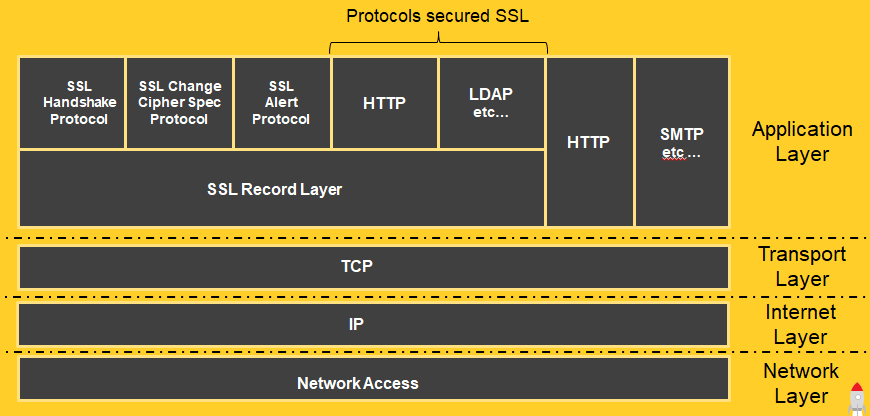 Protocols secured SSL
SSL
Handshake
Protocol
SSL Change
Cipher Spec
Protocol
SSL
Alert
Protocol
HTTP
LDAP
etc...
HTTP
SMTP
etc ...
Application
Layer
SSL Record Layer
TCP
Transport
Layer
IP
Internet
Layer
Network Access
Network
Layer